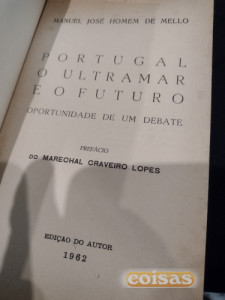 MANUEL JOSÉ HOMEM DE MELLO
PORTUGAL
O ULTRAMAR
E O FUTURO
OPORTUNIDADE DE UM DEBATE
PREFÁCIO
DO MARECHAL CRAVEIRO LOPES
EDIÇÃO DO AUTOR
1962
coisas